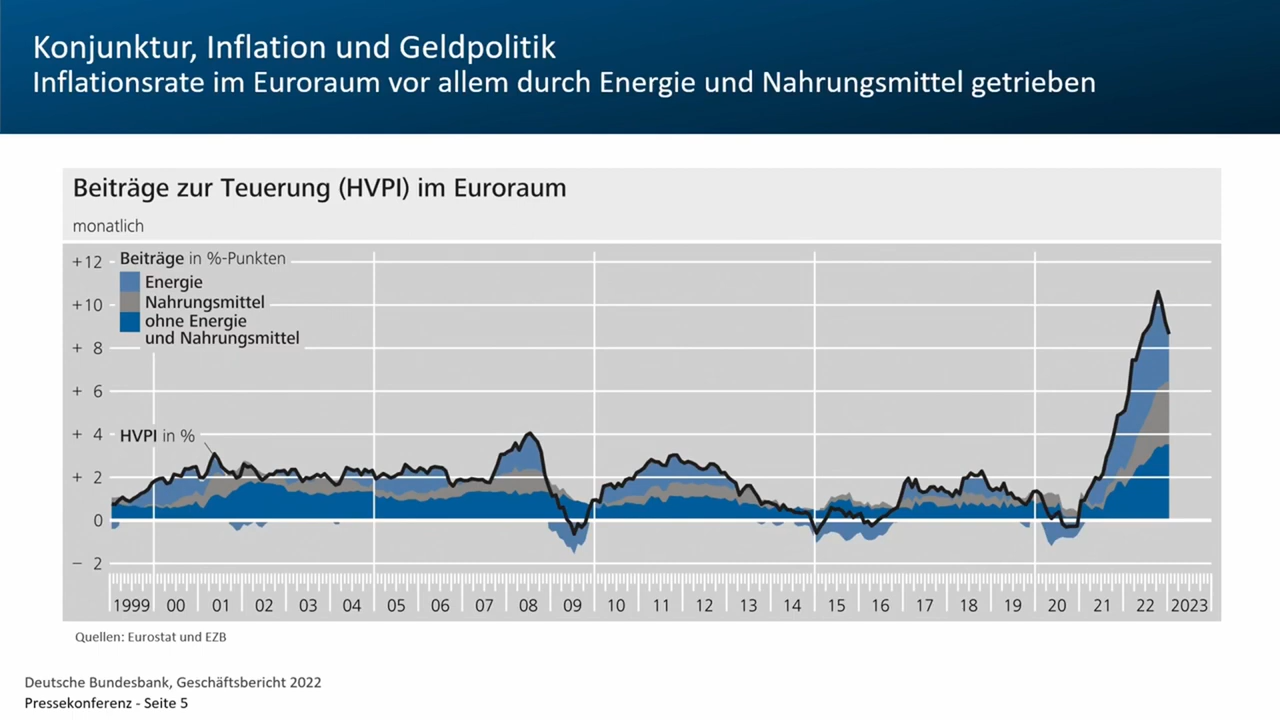 Konjunktur, Inflation und Geldpolitik
Inflationsrate im Euroraum vor allem durch Energie und Nahrungsmittel getrieben
Beiträge zur Teuerung (HVPI) im Euroraum
monatlich
+12
Beiträge in %-Punkten
Energie
Nahrungsmittel
ohne Energie
und Nahrungsmittel
+10
+ 8
+ 6
+ 4
HVPI in %
+ 2
0
− 2
1999 00 01 02 03 04 05 06 07 08 09 10 11 12 13 14 15 16 17 18 19 20 21 22 2023
Quellen: Eurostat und EZB
Deutsche Bundesbank, Geschäftsbericht 2022
Pressekonferenz - Seite 5